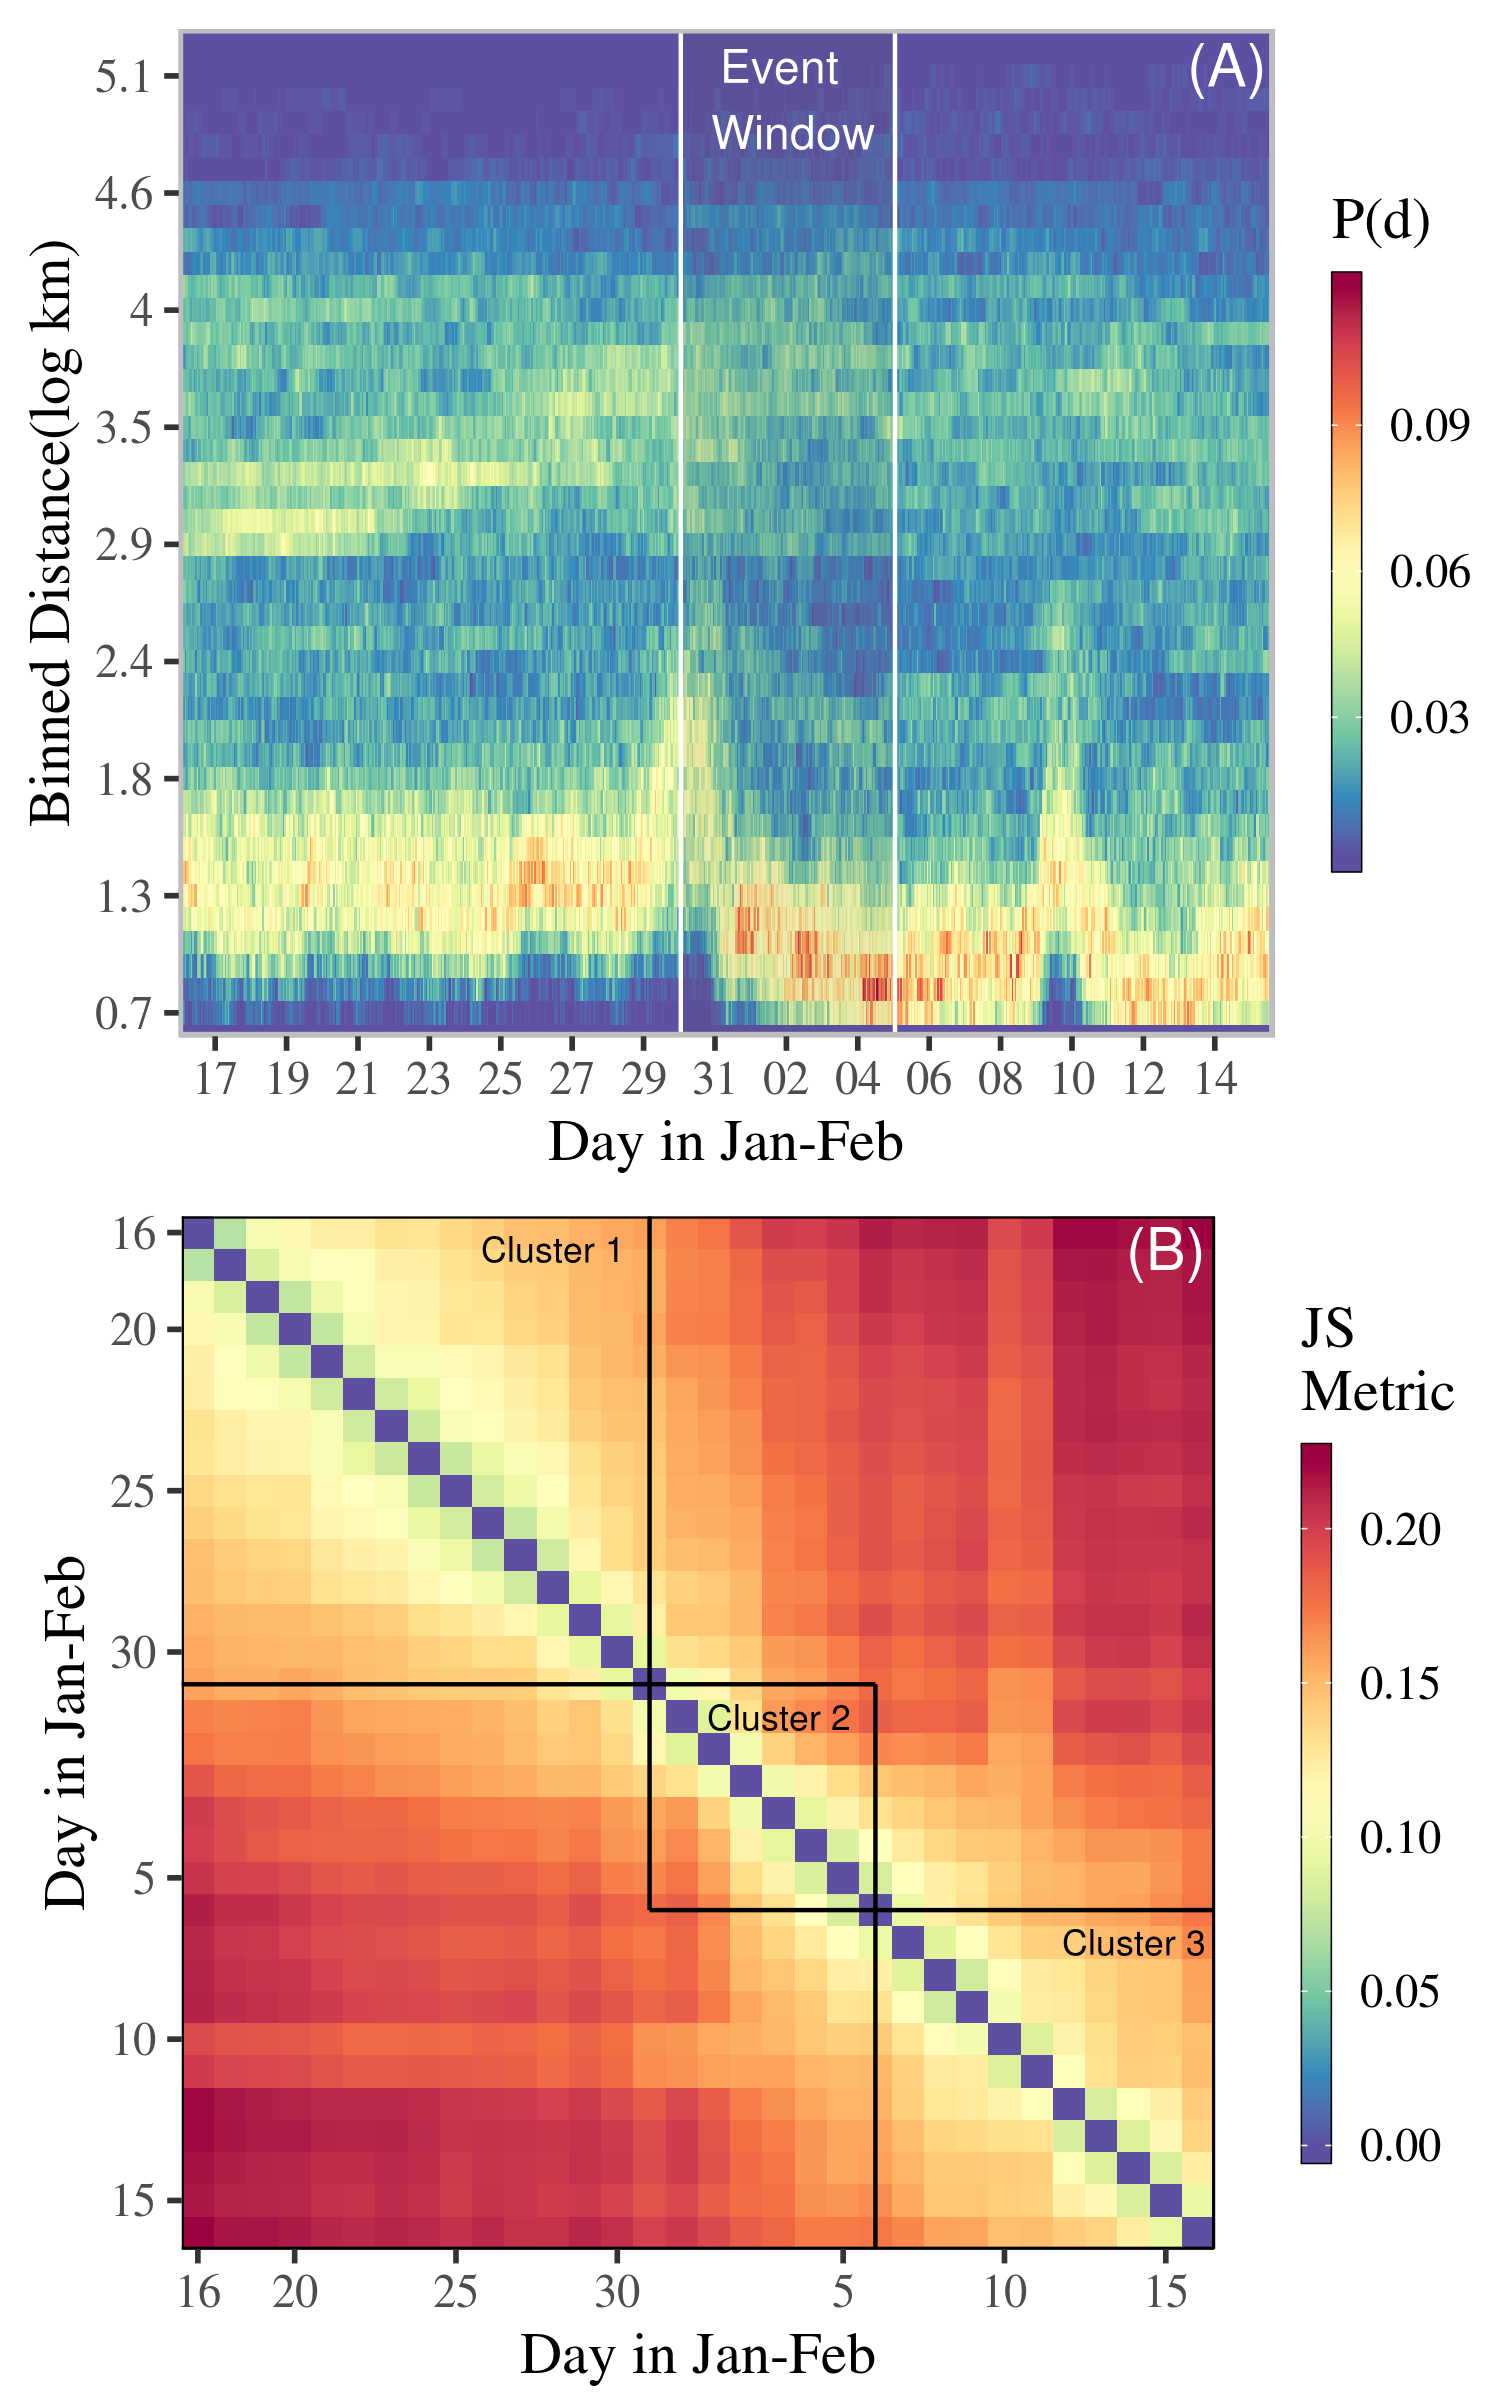 Event
Window
(A)
5.1
4.6
4
3.5
2.9
2.4
1.8
1.3
0.7
Binned Distance(log km)
17 19 21 23 25 27 29 31 02 04 06 08 10 12 14
Day in Jan-Feb
P(d)
0.09
0.06
0.03
Cluster 1
(B)
Cluster 2
Cluster 3
16
20
25
30
5
10
15
Day in Jan-Feb
16 20 25 30 5 10 15
Day in Jan-Feb
JS
Metric
0.20
0.15
0.10
0.05
0.00